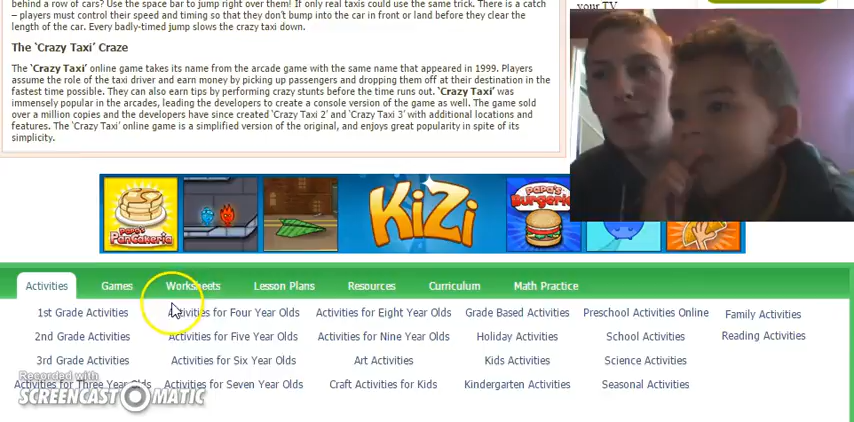 behind a row of cars? Use the space bar to jump right over them! If only real taxis could use the same trick. There is a catch
– players must control their speed and timing so that they don't bump into the car in front or land before they clear the
length of the car. Every badly-timed jump slows the crazy taxi down.
your TV
The 'Crazy Taxi' Craze
The 'Crazy Taxi' online game takes its name from the arcade game with the same name that appeared in 1999. Players
assume the role of the taxi driver and earn money by picking up passengers and dropping them off at their destination in the
fastest time possible. They can also earn tips by performing crazy stunts before the time runs out. 'Crazy Taxi' was
immensely popular in the arcades, leading the developers to create a console version of the game as well. The game sold
over a million copies and the developers have since created 'Crazy Taxi 2' and 'Crazy Taxi 3' with additional locations and
features. The 'Crazy Taxi' online game is a simplified version of the original, and enjoys great popularity in spite of its
simplicity.
Papa's Pancakeria
KiZi
Papa's Burgeria
Activities Games Worksheets Lesson Plans Resources Curriculum Math Practice
1st Grade Activities Activities for Four Year Olds Activities for Eight Year Olds Grade Based Activities Preschool Activities Online Family Activities
2nd Grade Activities Activities for Five Year Olds Activities for Nine Year Olds Holiday Activities School Activities Reading Activities
3rd Grade Activities Activities for Six Year Olds Art Activities Kids Activities Science Activities
Activities for Three Year Olds Activities for Seven Year Olds Craft Activities for Kids Kindergarten Activities Seasonal Activities
Recorded with
SCREENCAST-O-MATIC